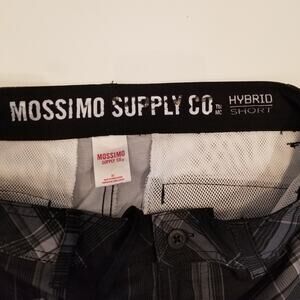 MOSSIMO SUPPLY CO
TM
MC
HYBRID
SHORT
MOSSIMO
SUPPLY CO